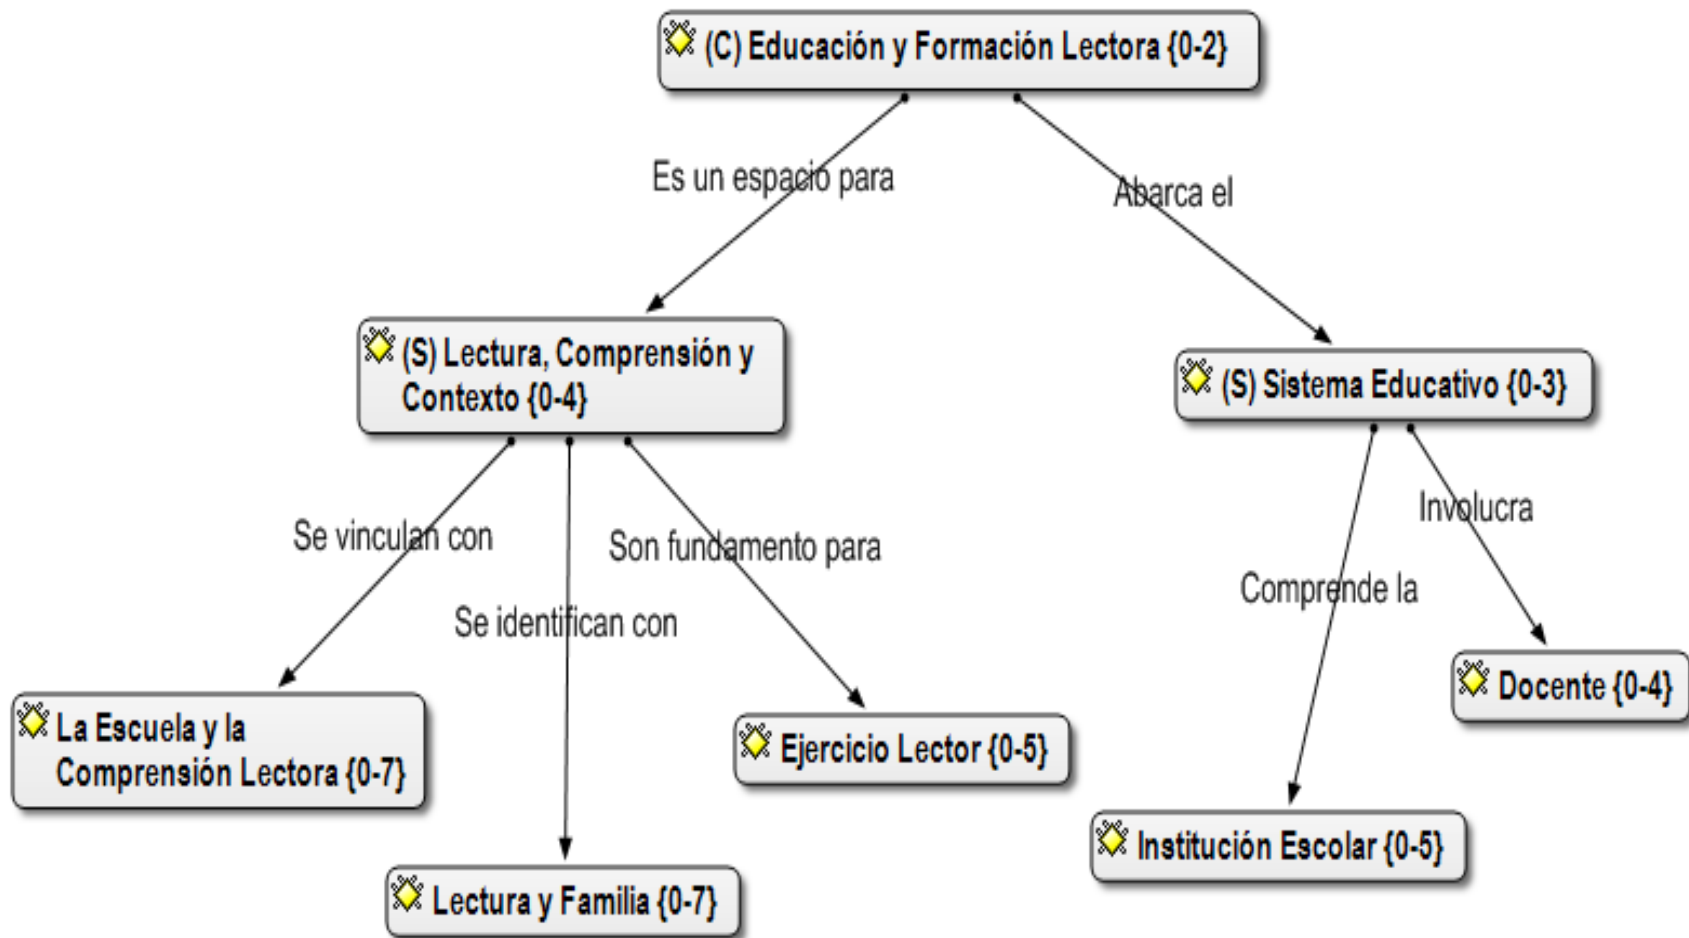 (C) Educación y Formación Lectora {0-2}
Es un espacio para
Abarca el
(S) Lectura, Comprensión y
Contexto {0-4}
(S) Sistema Educativo {0-3}
Se vinculan con
Son fundamento para
Se identifican con
Involucra
Comprende la
La Escuela y la
Comprensión Lectora {0-7}
Ejercicio Lector {0-5}
Docente {0-4}
Lectura y Familia {0-7}
Institución Escolar {0-5}